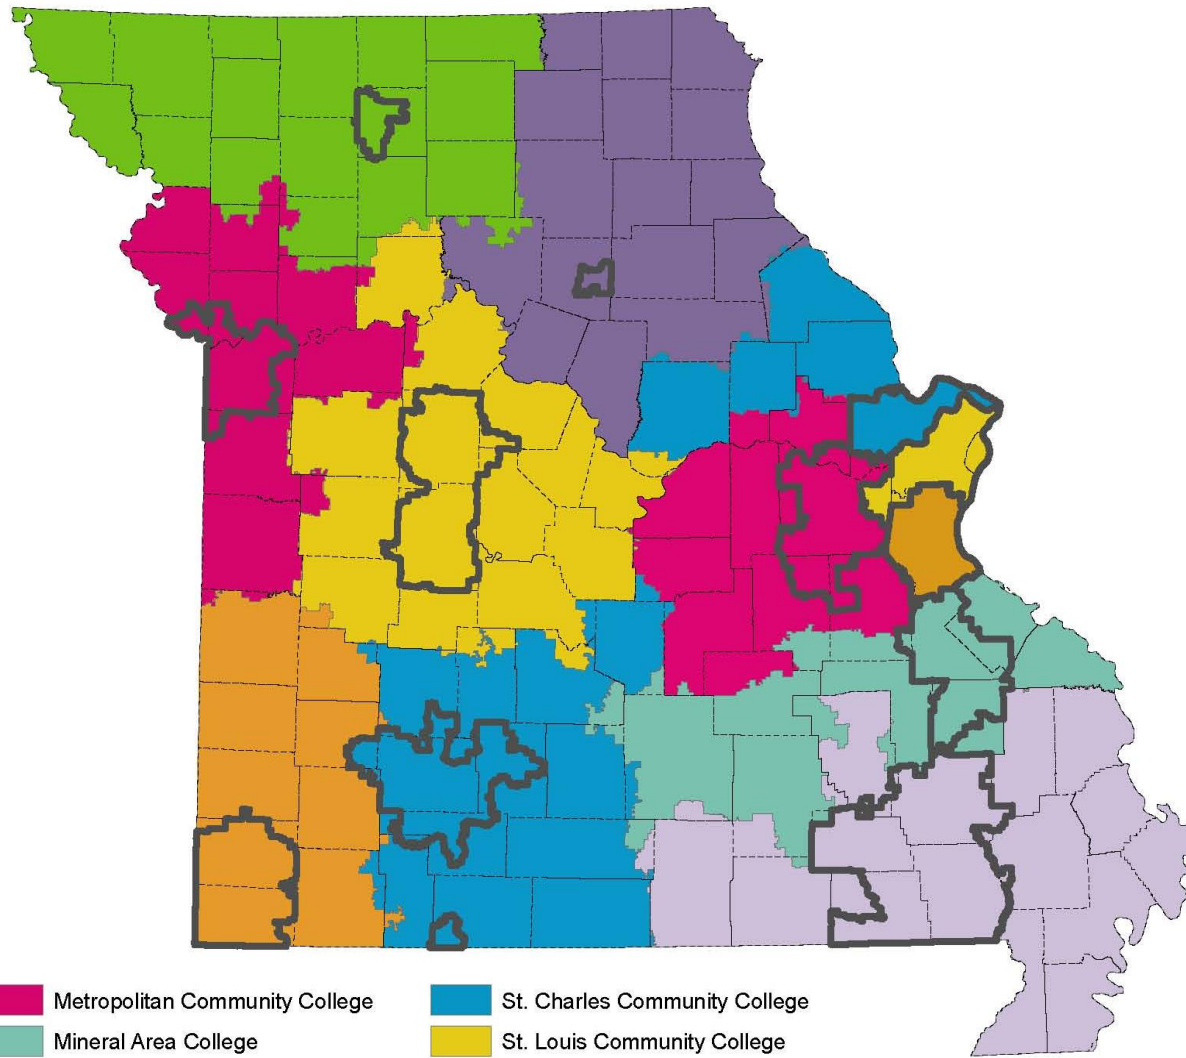 Metropolitan Community College
St. Charles Community College
Mineral Area College
St. Louis Community College